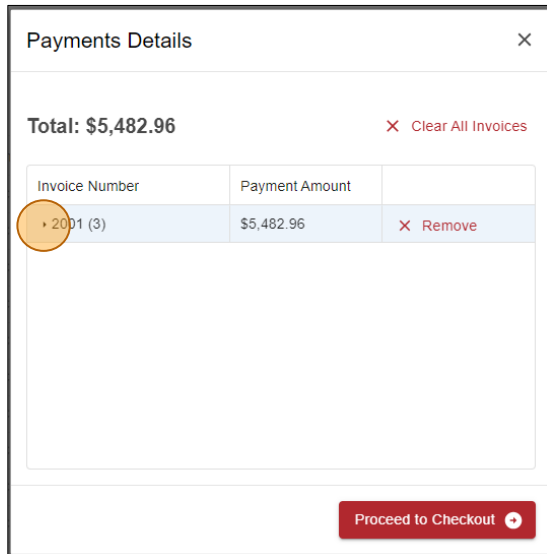 Payments Details
Total: $5,482.96
Clear All Invoices
Invoice Number
Payment Amount
2001 (3)
$5,482.96
Remove
Proceed to Checkout